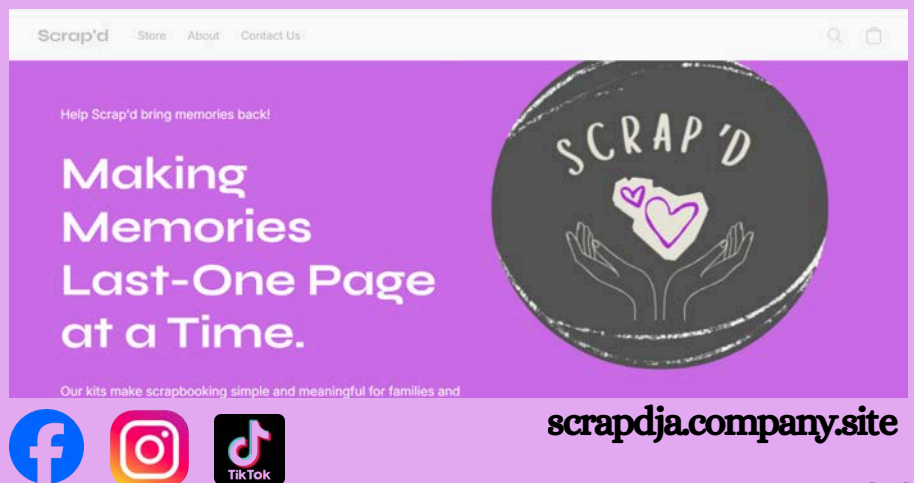 Scrap'd Store About Contact Us
Help Scrap'd bring memories back!
Making
Memories
Last-One Page
at a Time.
Our kits make scrapbooking simple and meaningful for families and
SCRAP'D
scrapdja.company.site
TikTok